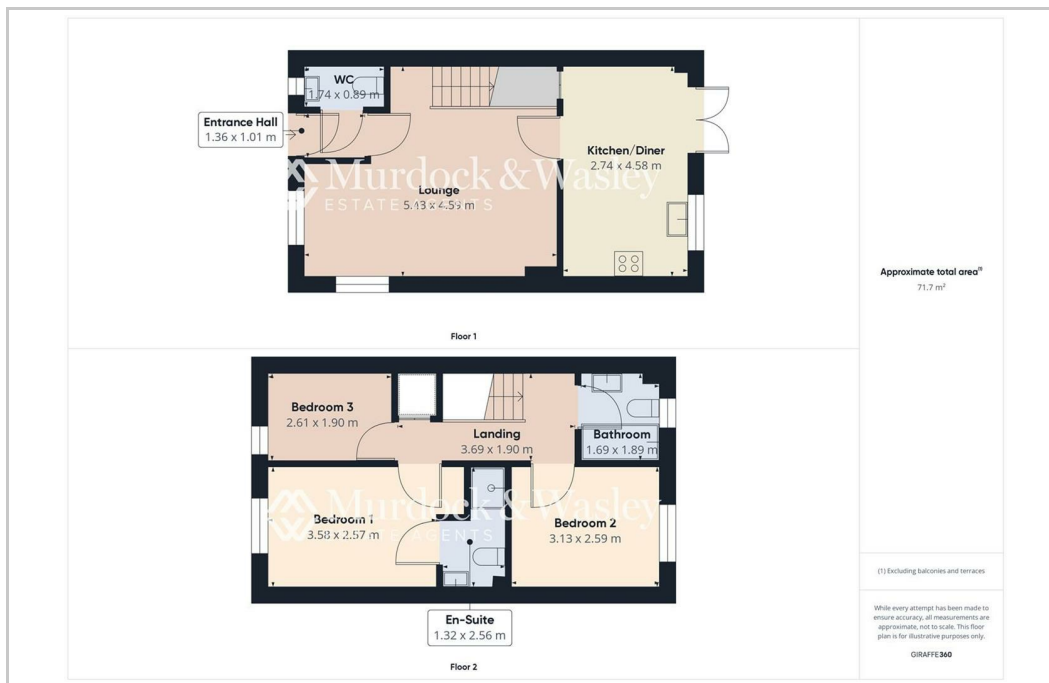 WC
1.74 x 0.89 m
Entrance Hall
1.36 x 1.01 m
Kitchen/Diner
2.74 x 4.58 m
Murdock & Wasley
ESTATE AGENTS
Lounge
5.43 x 4.59 m
Floor 1
Approximate total area(1)
71.7 m²
Bedroom 3
2.61 x 1.90 m
Landing
3.69 x 1.90 m
Bathroom
1.69 x 1.89 m
Murdock & Wasley
ESTATE AGENTS
Bedroom 1
3.58 x 2.57 m
Bedroom 2
3.13 x 2.59 m
En-Suite
1.32 x 2.56 m
Floor 2
(1) Excluding balconies and terraces
While every attempt has been made to
ensure accuracy, all measurements are
approximate, not to scale. This floor
plan is for illustrative purposes only.
GIRAFFE360